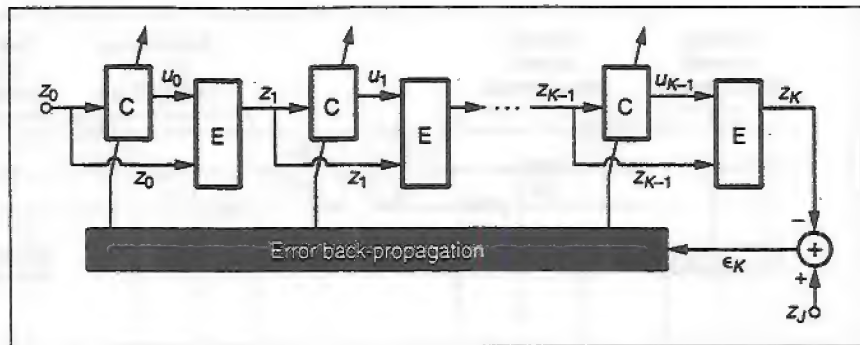 z0 C u0 E z1 C u1 E ... zK–1 C uK–1 E zK
z0 z1 zK–1
–
Error back-propagation ϵK +
+
zJ